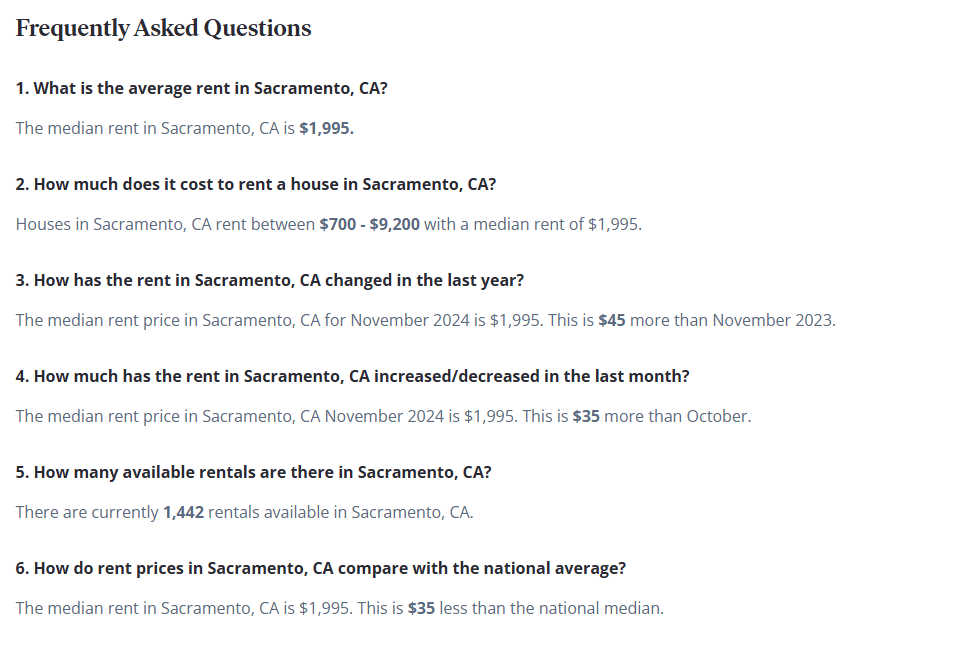 Frequently Asked Questions
1. What is the average rent in Sacramento, CA?
The median rent in Sacramento, CA is $1,995.
2. How much does it cost to rent a house in Sacramento, CA?
Houses in Sacramento, CA rent between $700 - $9,200 with a median rent of $1,995.
3. How has the rent in Sacramento, CA changed in the last year?
The median rent price in Sacramento, CA for November 2024 is $1,995. This is $45 more than November 2023.
4. How much has the rent in Sacramento, CA increased/decreased in the last month?
The median rent price in Sacramento, CA November 2024 is $1,995. This is $35 more than October.
5. How many available rentals are there in Sacramento, CA?
There are currently 1,442 rentals available in Sacramento, CA.
6. How do rent prices in Sacramento, CA compare with the national average?
The median rent in Sacramento, CA is $1,995. This is $35 less than the national median.